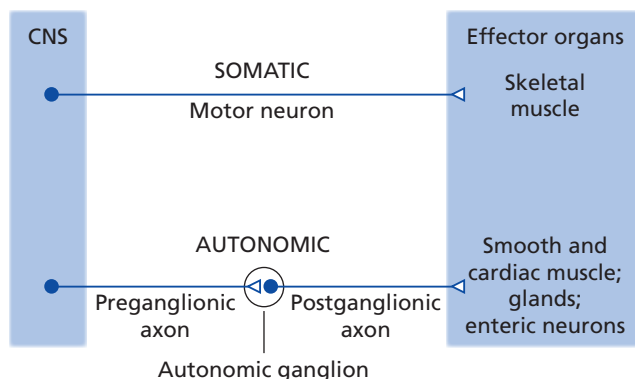 CNS
Effector organs
SOMATIC
Motor neuron
Skeletal
muscle
AUTONOMIC
Preganglionic
axon
Postganglionic
axon
Smooth and
cardiac muscle;
glands;
enteric neurons
Autonomic ganglion